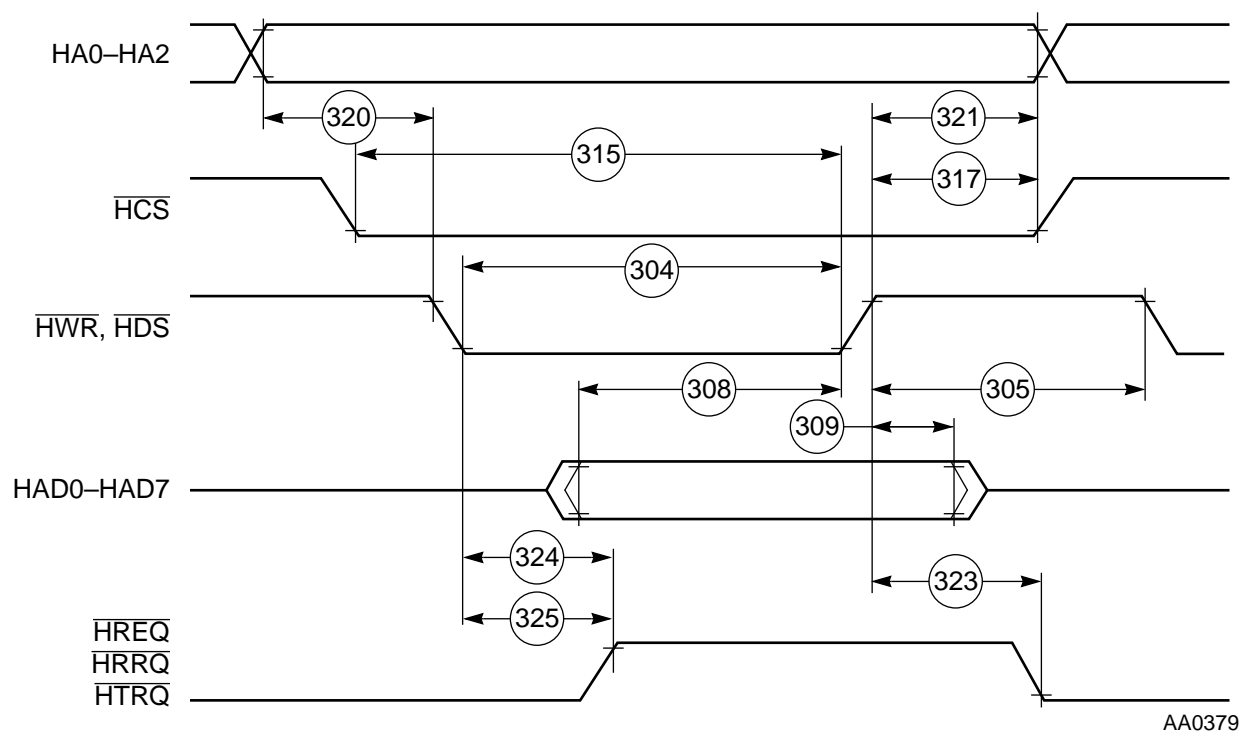 HA0–HA2
320
321
315
317
HCS
304
HWR, HDS
308
305
309
HAD0–HAD7
324
323
325
HREQ
HRRQ
HTRQ
AA0379